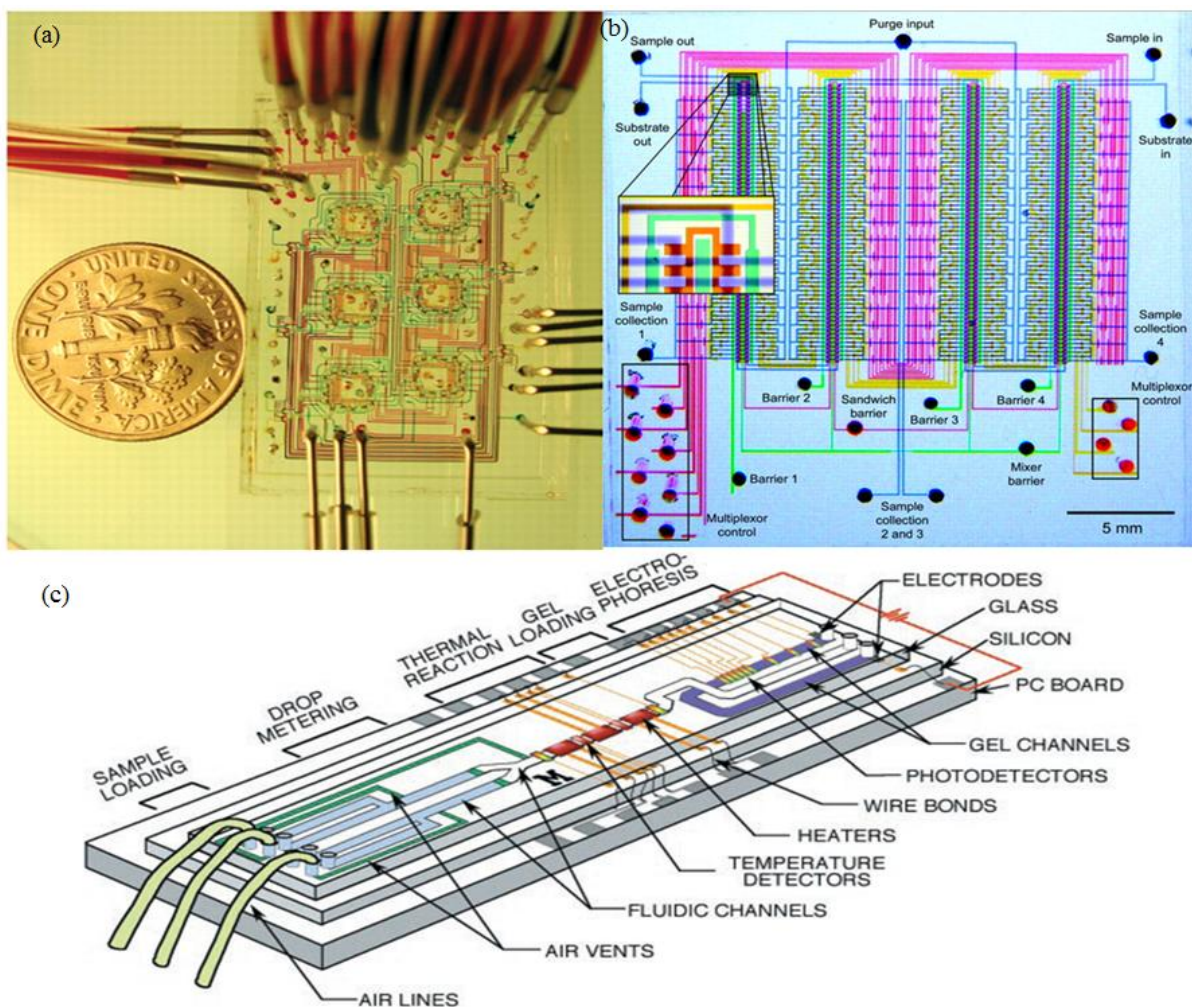 (a)
UNITED STATES OF AMERICA
ONE DIME
(b)
Sample out
Purge input
Sample in
Substrate
out
Substrate
in
Sample
collection
1
Sample
collection
4
Barrier 2
Sandwich
barrier
Barrier 3
Barrier 4
Multiplexor
control
Barrier 1
Mixer
barrier
Multiplexor
control
Sample
collection
2 and 3
5 mm
(c)
SAMPLE
LOADING
DROP
METERING
THERMAL
REACTION
GEL
LOADING
ELECTRO-
PHORESIS
ELECTRODES
GLASS
SILICON
PC BOARD
GEL CHANNELS
PHOTODETECTORS
WIRE BONDS
HEATERS
TEMPERATURE
DETECTORS
FLUIDIC CHANNELS
AIR VENTS
AIR LINES
M